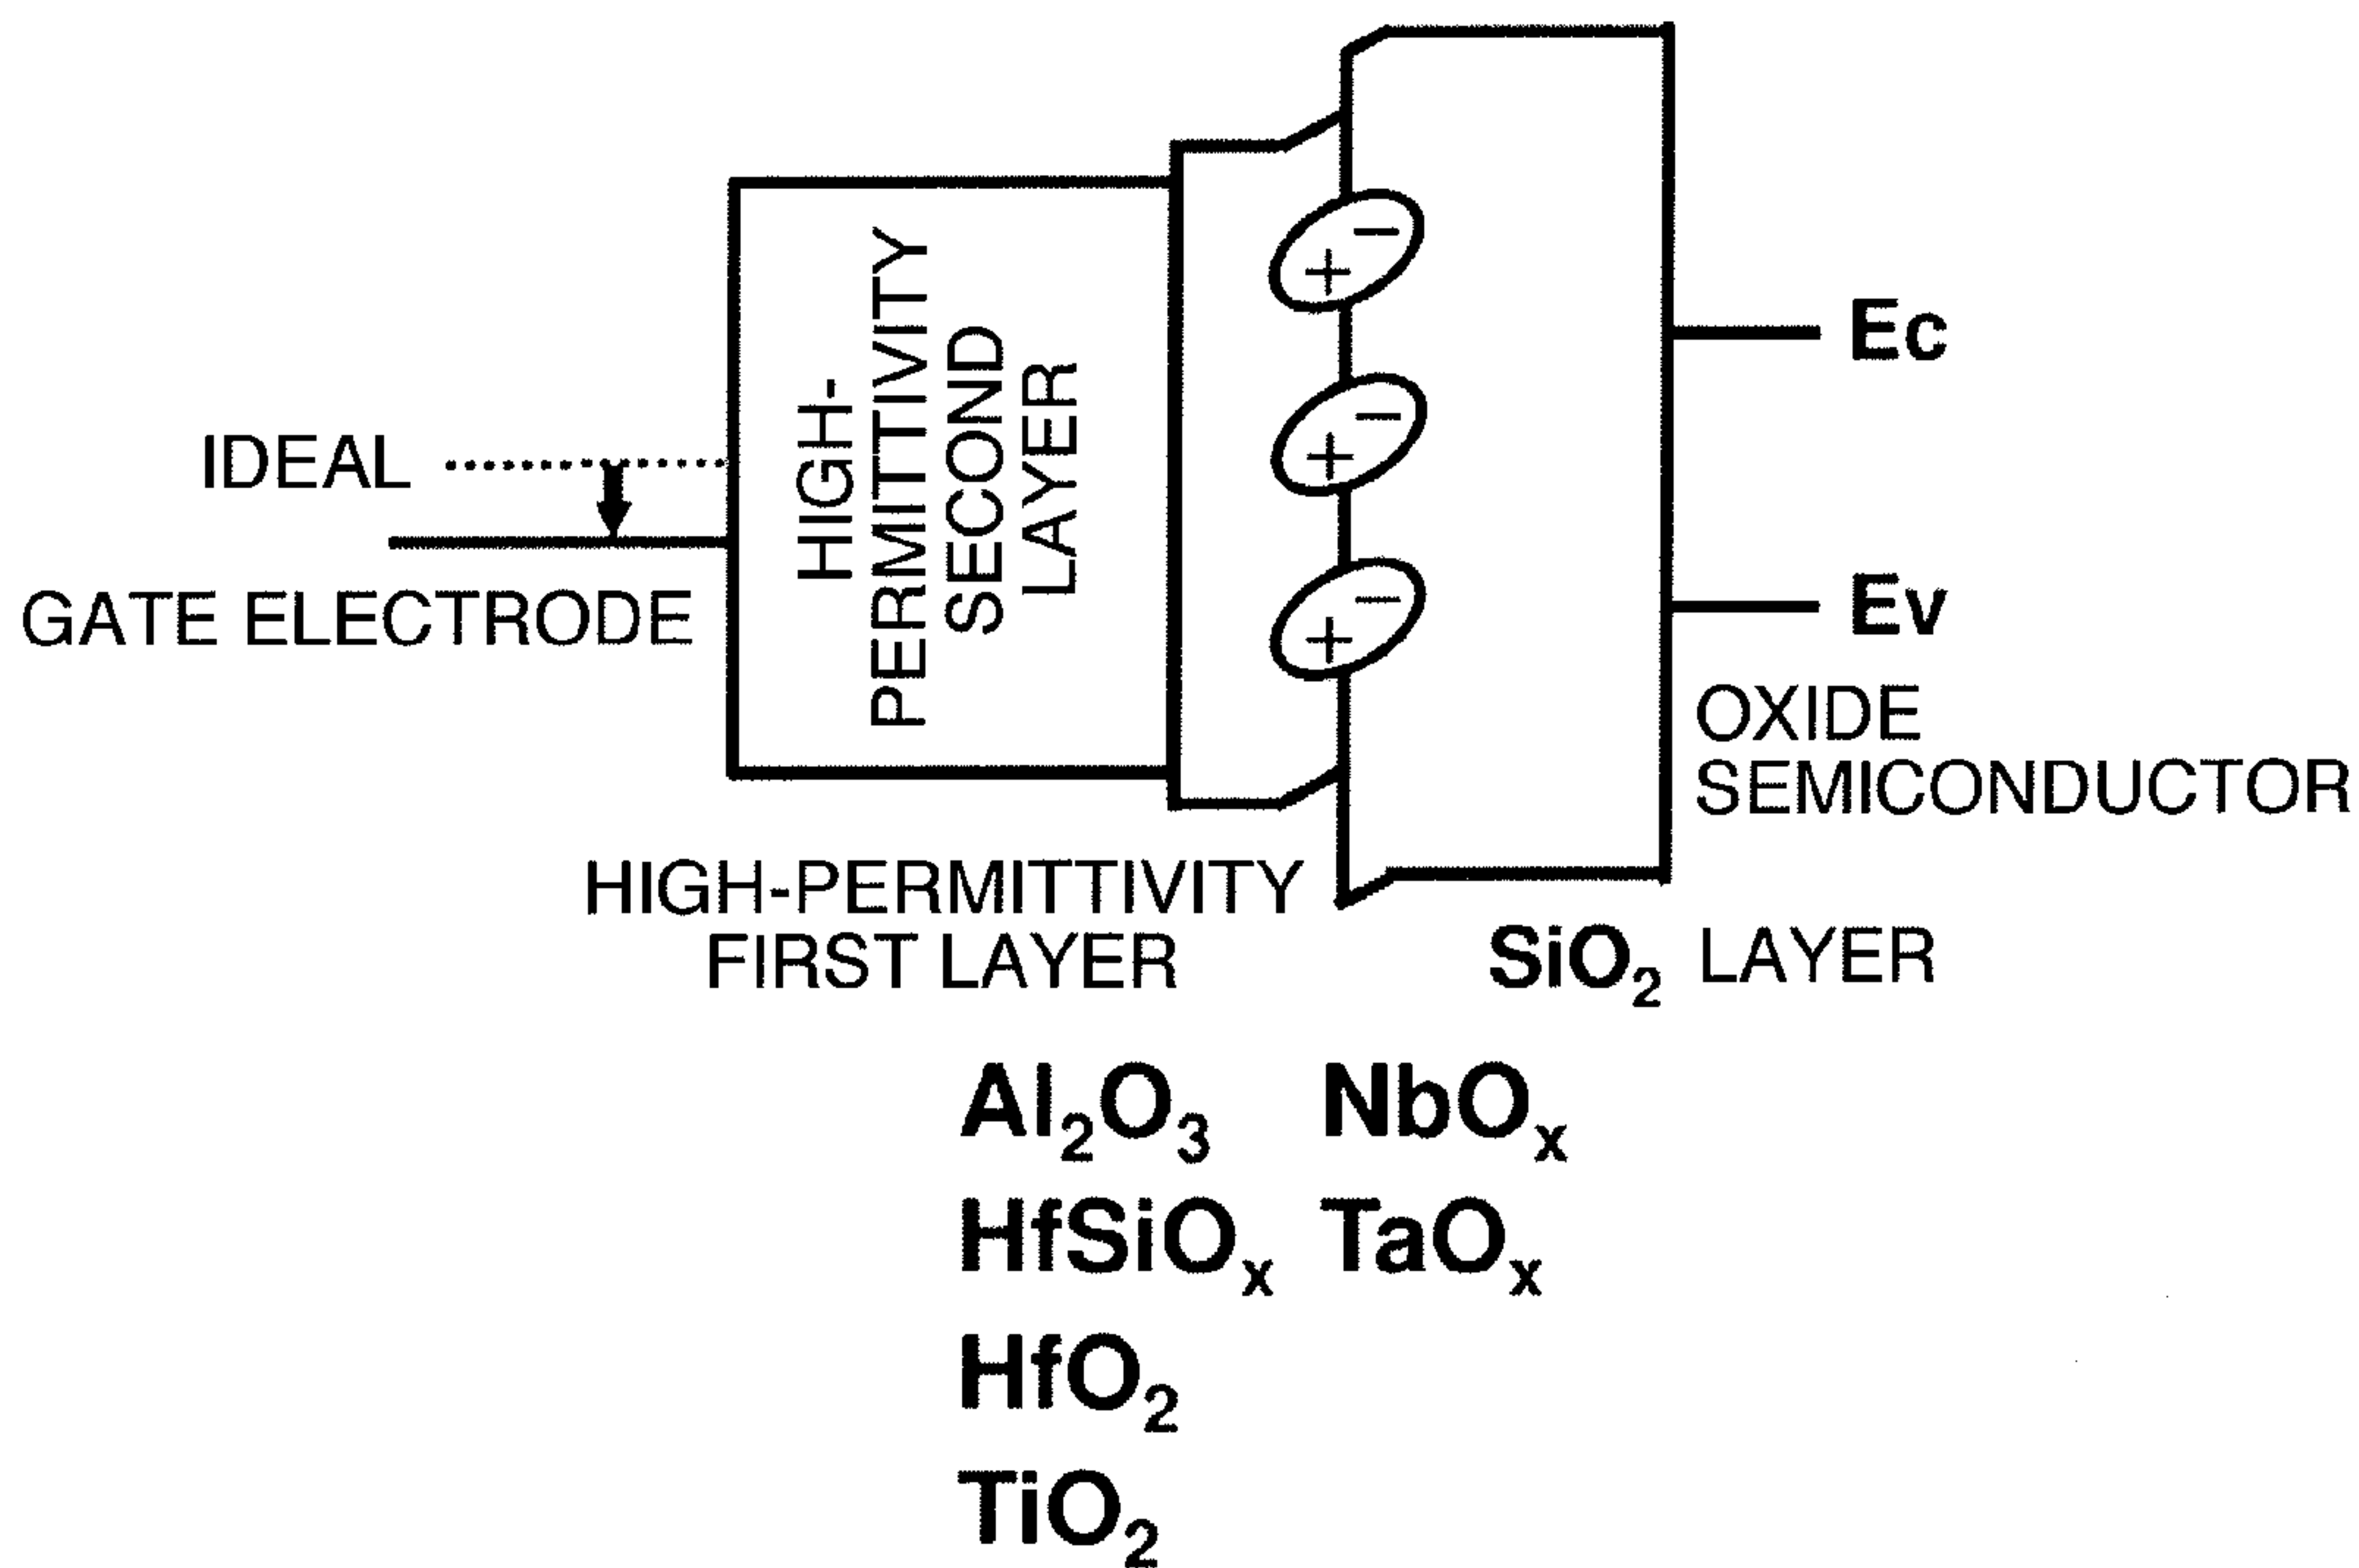 HIGH-
PERMITTIVITY
SECOND
LAYER
+ −
+ −
+ −
Ec
IDEAL
GATE ELECTRODE
Ev
OXIDE
SEMICONDUCTOR
HIGH-PERMITTIVITY
FIRST LAYER
SiO₂ LAYER
Al₂O₃ NbOₓ
HfSiOₓ TaOₓ
HfO₂
TiO₂